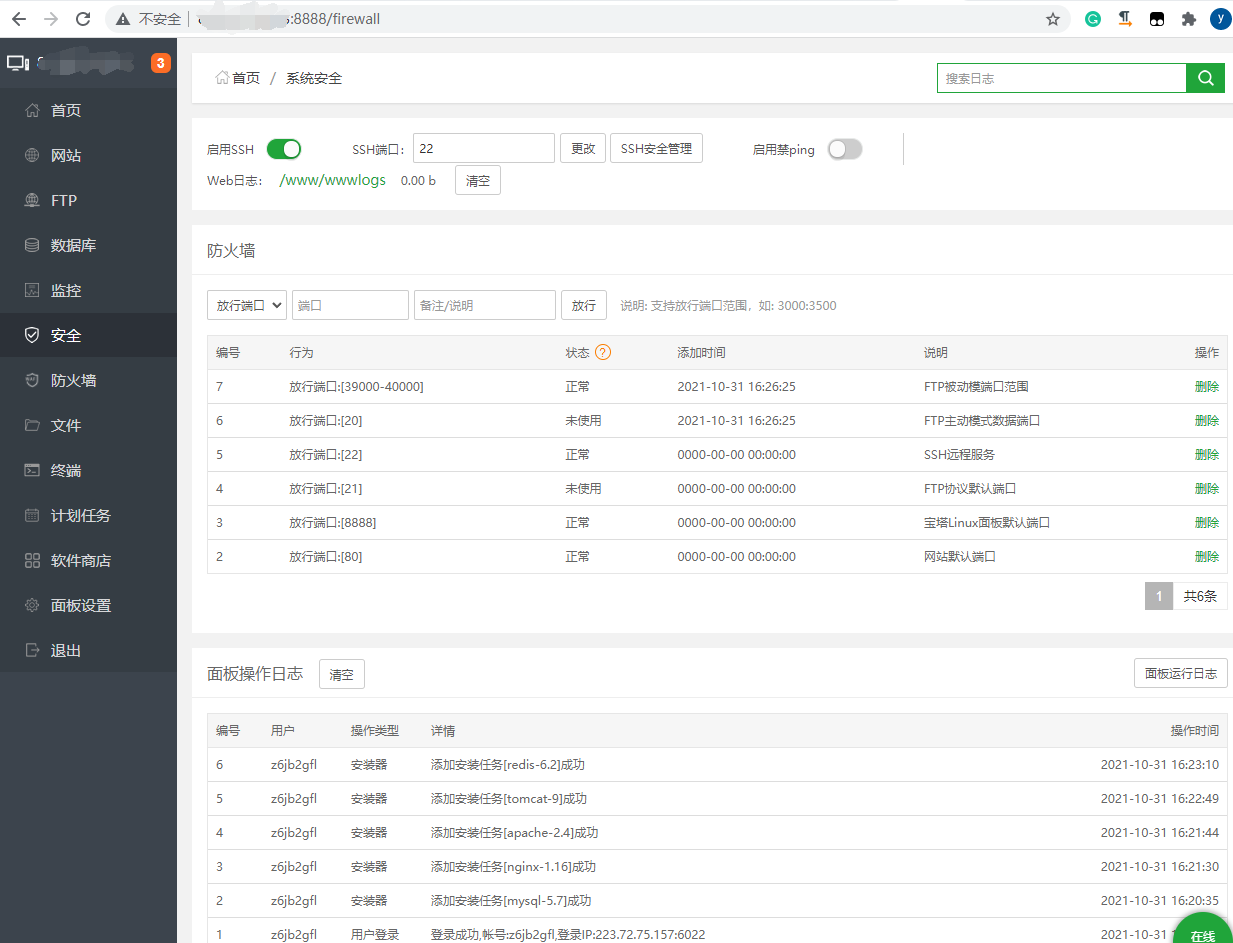 不安全 :8888/firewall y
3
首页 / 系统安全 搜索日志
首页
网站
FTP
数据库
监控
安全
防火墙
文件
终端
计划任务
软件商店
面板设置
退出
启用SSH SSH端口: 22 更改 SSH安全管理 启用禁ping
Web日志: /www/wwwlogs 0.00 b 清空
防火墙
放行端口 端口 备注/说明 放行 说明: 支持放行端口范围，如: 3000:3500
编号 行为 状态 ? 添加时间 说明 操作
7 放行端口:[39000-40000] 正常 2021-10-31 16:26:25 FTP被动模端口范围 删除
6 放行端口:[20] 未使用 2021-10-31 16:26:25 FTP主动模式数据端口 删除
5 放行端口:[22] 正常 0000-00-00 00:00:00 SSH远程服务 删除
4 放行端口:[21] 未使用 0000-00-00 00:00:00 FTP协议默认端口 删除
3 放行端口:[8888] 正常 0000-00-00 00:00:00 宝塔Linux面板默认端口 删除
2 放行端口:[80] 正常 0000-00-00 00:00:00 网站默认端口 删除
1 共6条
面板操作日志 清空 面板运行日志
编号 用户 操作类型 详情 操作时间
6 z6jb2gfl 安装器 添加安装任务[redis-6.2]成功 2021-10-31 16:23:10
5 z6jb2gfl 安装器 添加安装任务[tomcat-9]成功 2021-10-31 16:22:49
4 z6jb2gfl 安装器 添加安装任务[apache-2.4]成功 2021-10-31 16:21:44
3 z6jb2gfl 安装器 添加安装任务[nginx-1.16]成功 2021-10-31 16:21:30
2 z6jb2gfl 安装器 添加安装任务[mysql-5.7]成功 2021-10-31 16:20:35
1 z6jb2gfl 用户登录 登录成功,帐号:z6jb2gfl,登录IP:223.72.75.157:6022 2021-10-31
在线